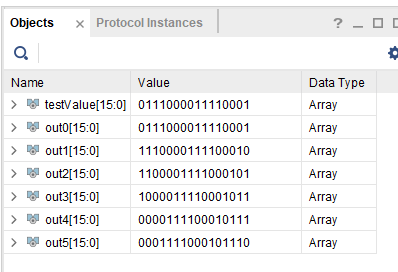 Objects × Protocol Instances ? _
Name Value Data Type
testValue[15:0] 0111000011110001 Array
out0[15:0] 0111000011110001 Array
out1[15:0] 1110000111100010 Array
out2[15:0] 1100001111000101 Array
out3[15:0] 1000011110001011 Array
out4[15:0] 0000111100010111 Array
out5[15:0] 0001111000101110 Array